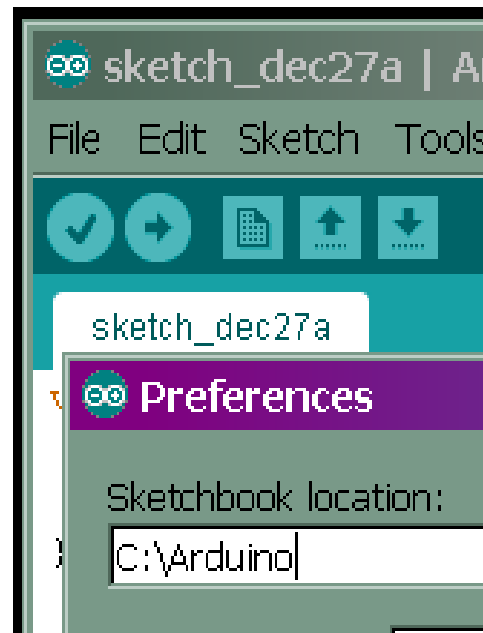 sketch_dec27a | A
File Edit Sketch Tools
sketch_dec27a
Preferences
Sketchbook location:
C:\Arduino